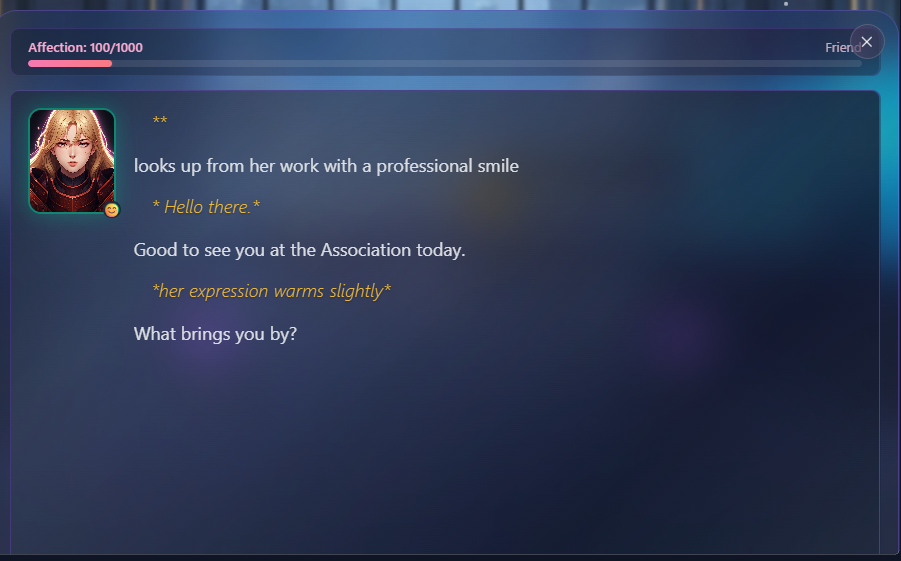 Affection: 100/1000
Friend
**
looks up from her work with a professional smile
* Hello there.*
Good to see you at the Association today.
*her expression warms slightly*
What brings you by?